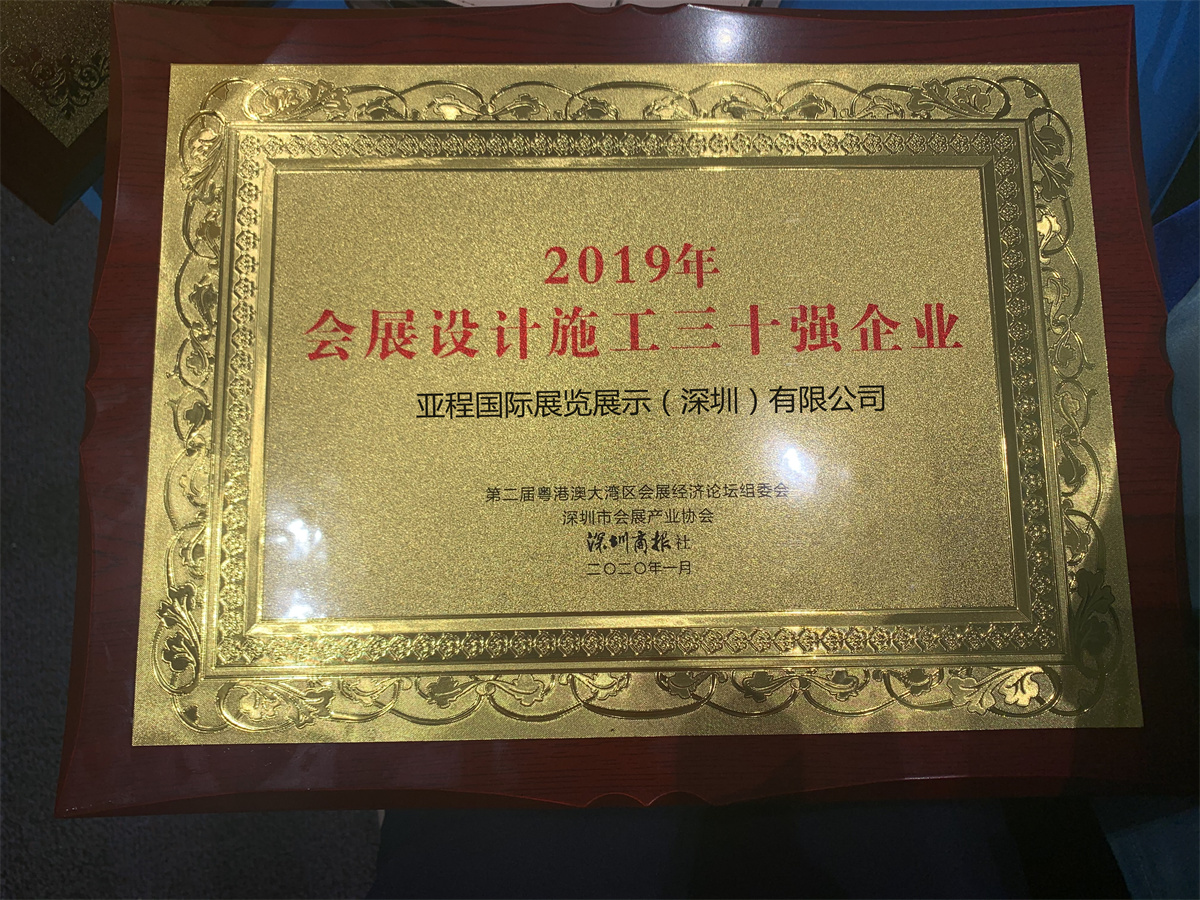 2019年
会展设计施工三十强企业
亚程国际展览展示（深圳）有限公司
第二届粤港澳大湾区会展经济论坛组委会
深圳市会展产业协会
深圳商报社
二〇二〇年一月